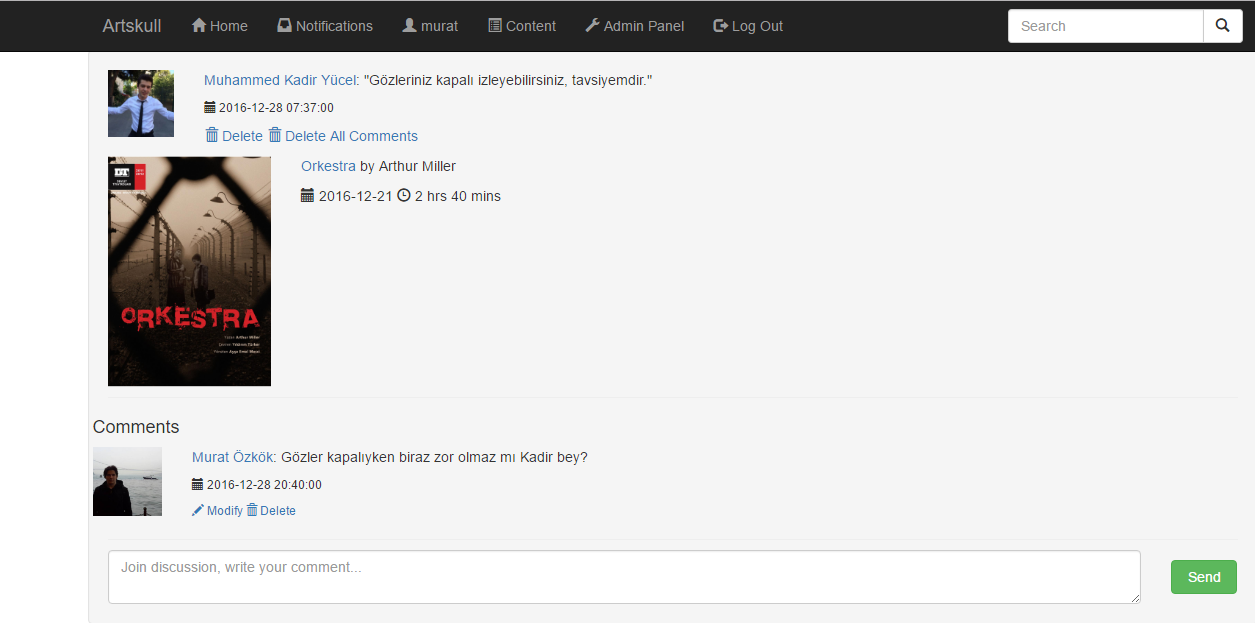 Artskull Home Notifications murat Content Admin Panel Log Out Search
Muhammed Kadir Yücel: "Gözleriniz kapalı izleyebilirsiniz, tavsiyemdir."
2016-12-28 07:37:00
Delete Delete All Comments
DT
ORKESTRA
Arthur Miller
Orkestra by Arthur Miller
2016-12-21 2 hrs 40 mins
Comments
Murat Özkök: Gözler kapalıyken biraz zor olmaz mı Kadir bey?
2016-12-28 20:40:00
Modify Delete
Join discussion, write your comment...
Send